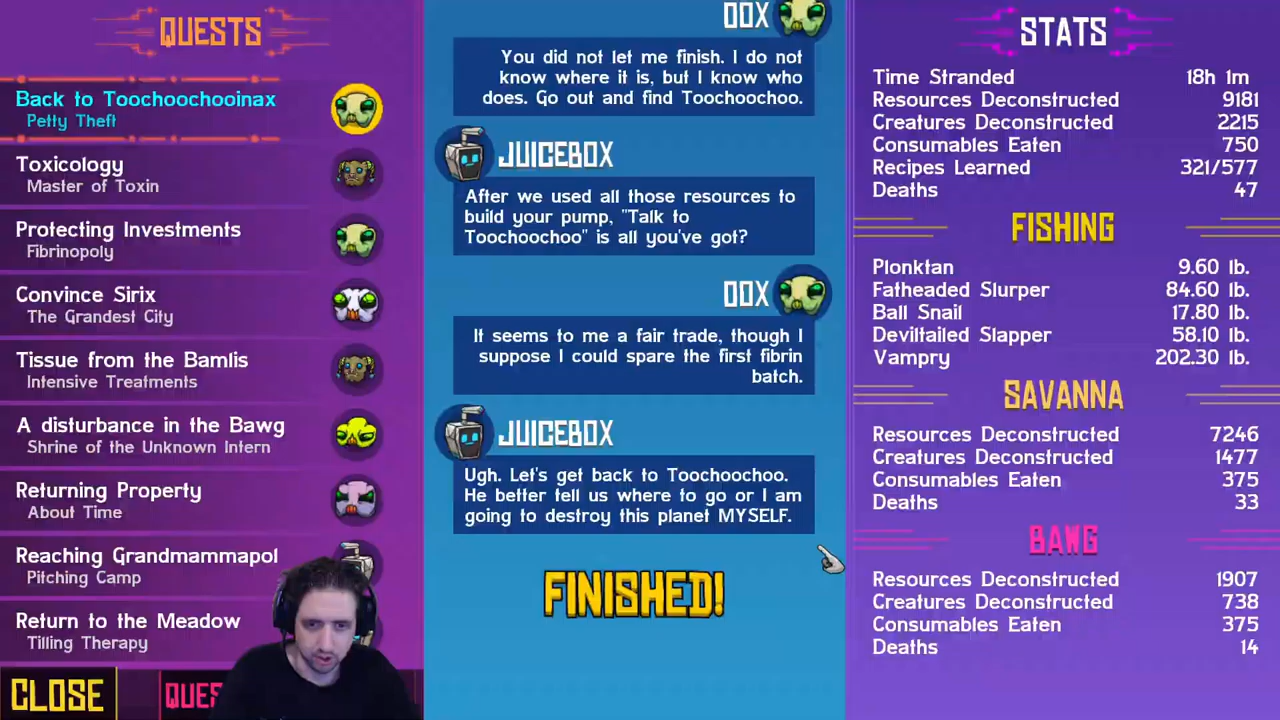 QUESTS
Back to Toochoochooinax
Petty Theft
Toxicology
Master of Toxin
Protecting Investments
Fibrinopoly
Convince Sirix
The Grandest City
Tissue from the Bamlis
Intensive Treatments
A disturbance in the Bawg
Shrine of the Unknown Intern
Returning Property
About Time
Reaching Grandmammapol
Pitching Camp
Return to the Meadow
Tilling Therapy
CLOSE
OOX
You did not let me finish. I do not
know where it is, but I know who
does. Go out and find Toochoochoo.
JUICEBOX
After we used all those resources to
build your pump, "Talk to
Toochoochoo" is all you've got?
OOX
It seems to me a fair trade, though I
suppose I could spare the first fibrin
batch.
JUICEBOX
Ugh. Let's get back to Toochoochoo.
He better tell us where to go or I am
going to destroy this planet MYSELF.
FINISHED!
STATS
Time Stranded 18h 1m
Resources Deconstructed 9181
Creatures Deconstructed 2215
Consumables Eaten 750
Recipes Learned 321/577
Deaths 47
FISHING
Plonktan 9.60 lb.
Fatheaded Slurper 84.60 lb.
Ball Snail 17.80 lb.
Deviltailed Slapper 58.10 lb.
Vampry 202.30 lb.
SAVANNA
Resources Deconstructed 7246
Creatures Deconstructed 1477
Consumables Eaten 375
Deaths 33
BAWG
Resources Deconstructed 1907
Creatures Deconstructed 738
Consumables Eaten 375
Deaths 14